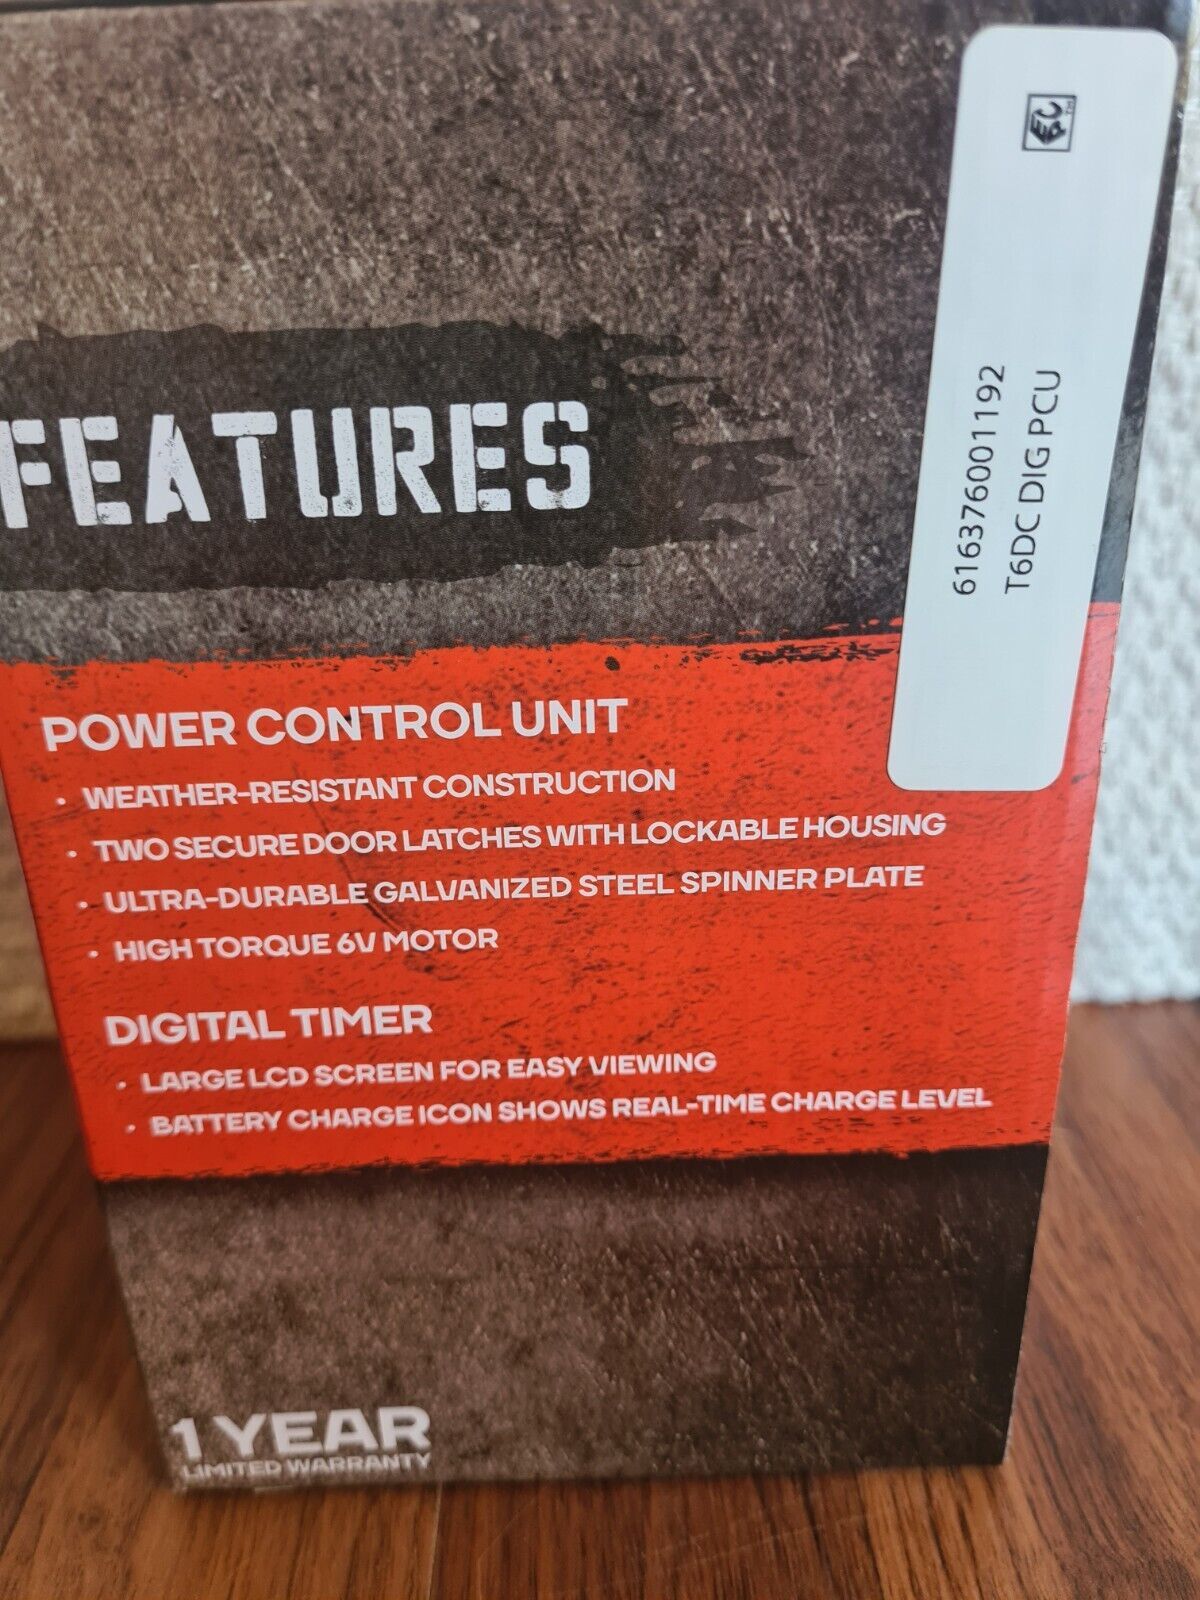 FEATURES
POWER CONTROL UNIT
• WEATHER-RESISTANT CONSTRUCTION
• TWO SECURE DOOR LATCHES WITH LOCKABLE HOUSING
• ULTRA-DURABLE GALVANIZED STEEL SPINNER PLATE
• HIGH TORQUE 6V MOTOR
DIGITAL TIMER
• LARGE LCD SCREEN FOR EASY VIEWING
• BATTERY CHARGE ICON SHOWS REAL-TIME CHARGE LEVEL
1 YEAR
LIMITED WARRANTY
616376001192
T6DC DIG PCU